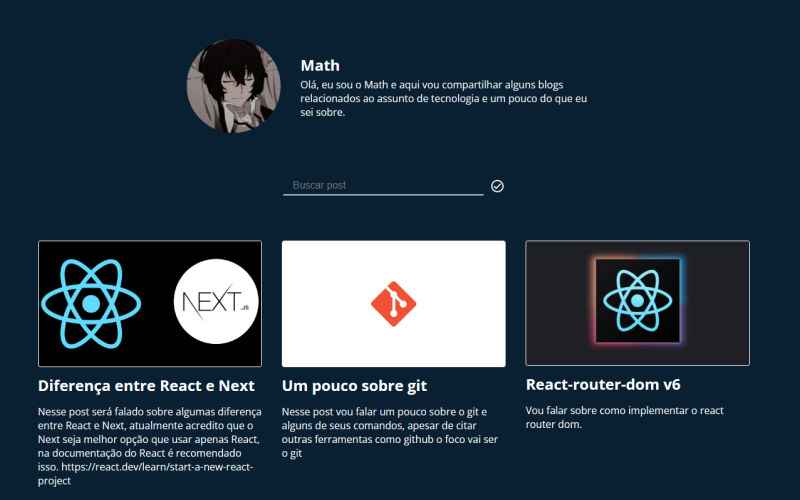 Math
Olá, eu sou o Math e aqui vou compartilhar alguns blogs
relacionados ao assunto de tecnologia e um pouco do que eu
sei sobre.
Buscar post
NEXT
.JS
Diferença entre React e Next
Nesse post será falado sobre algumas diferença
entre React e Next, atualmente acredito que o
Next seja melhor opção que usar apenas React,
na documentação do React é recomendado
isso. https://react.dev/learn/start-a-new-react-
project
Um pouco sobre git
Nesse post vou falar um pouco sobre o git e
alguns de seus comandos, apesar de citar
outras ferramentas como github o foco vai ser
o git
React-router-dom v6
Vou falar sobre como implementar o react
router dom.